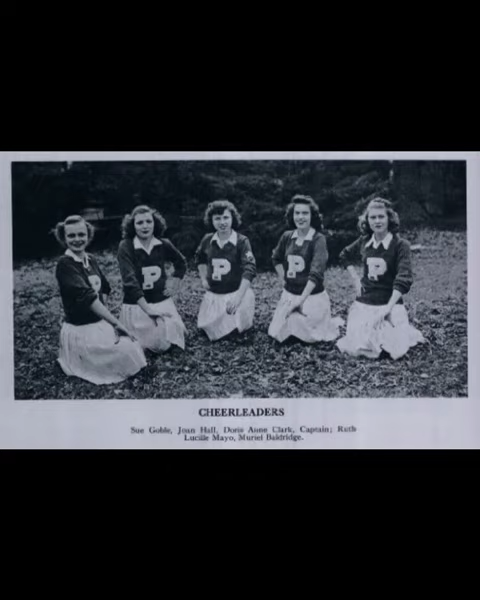 P
P
P
P
P
CHEERLEADERS
Sue Goble, Joan Hall, Doris Anne Clark, Captain; Ruth
Lucille Mayo, Muriel Baldridge.